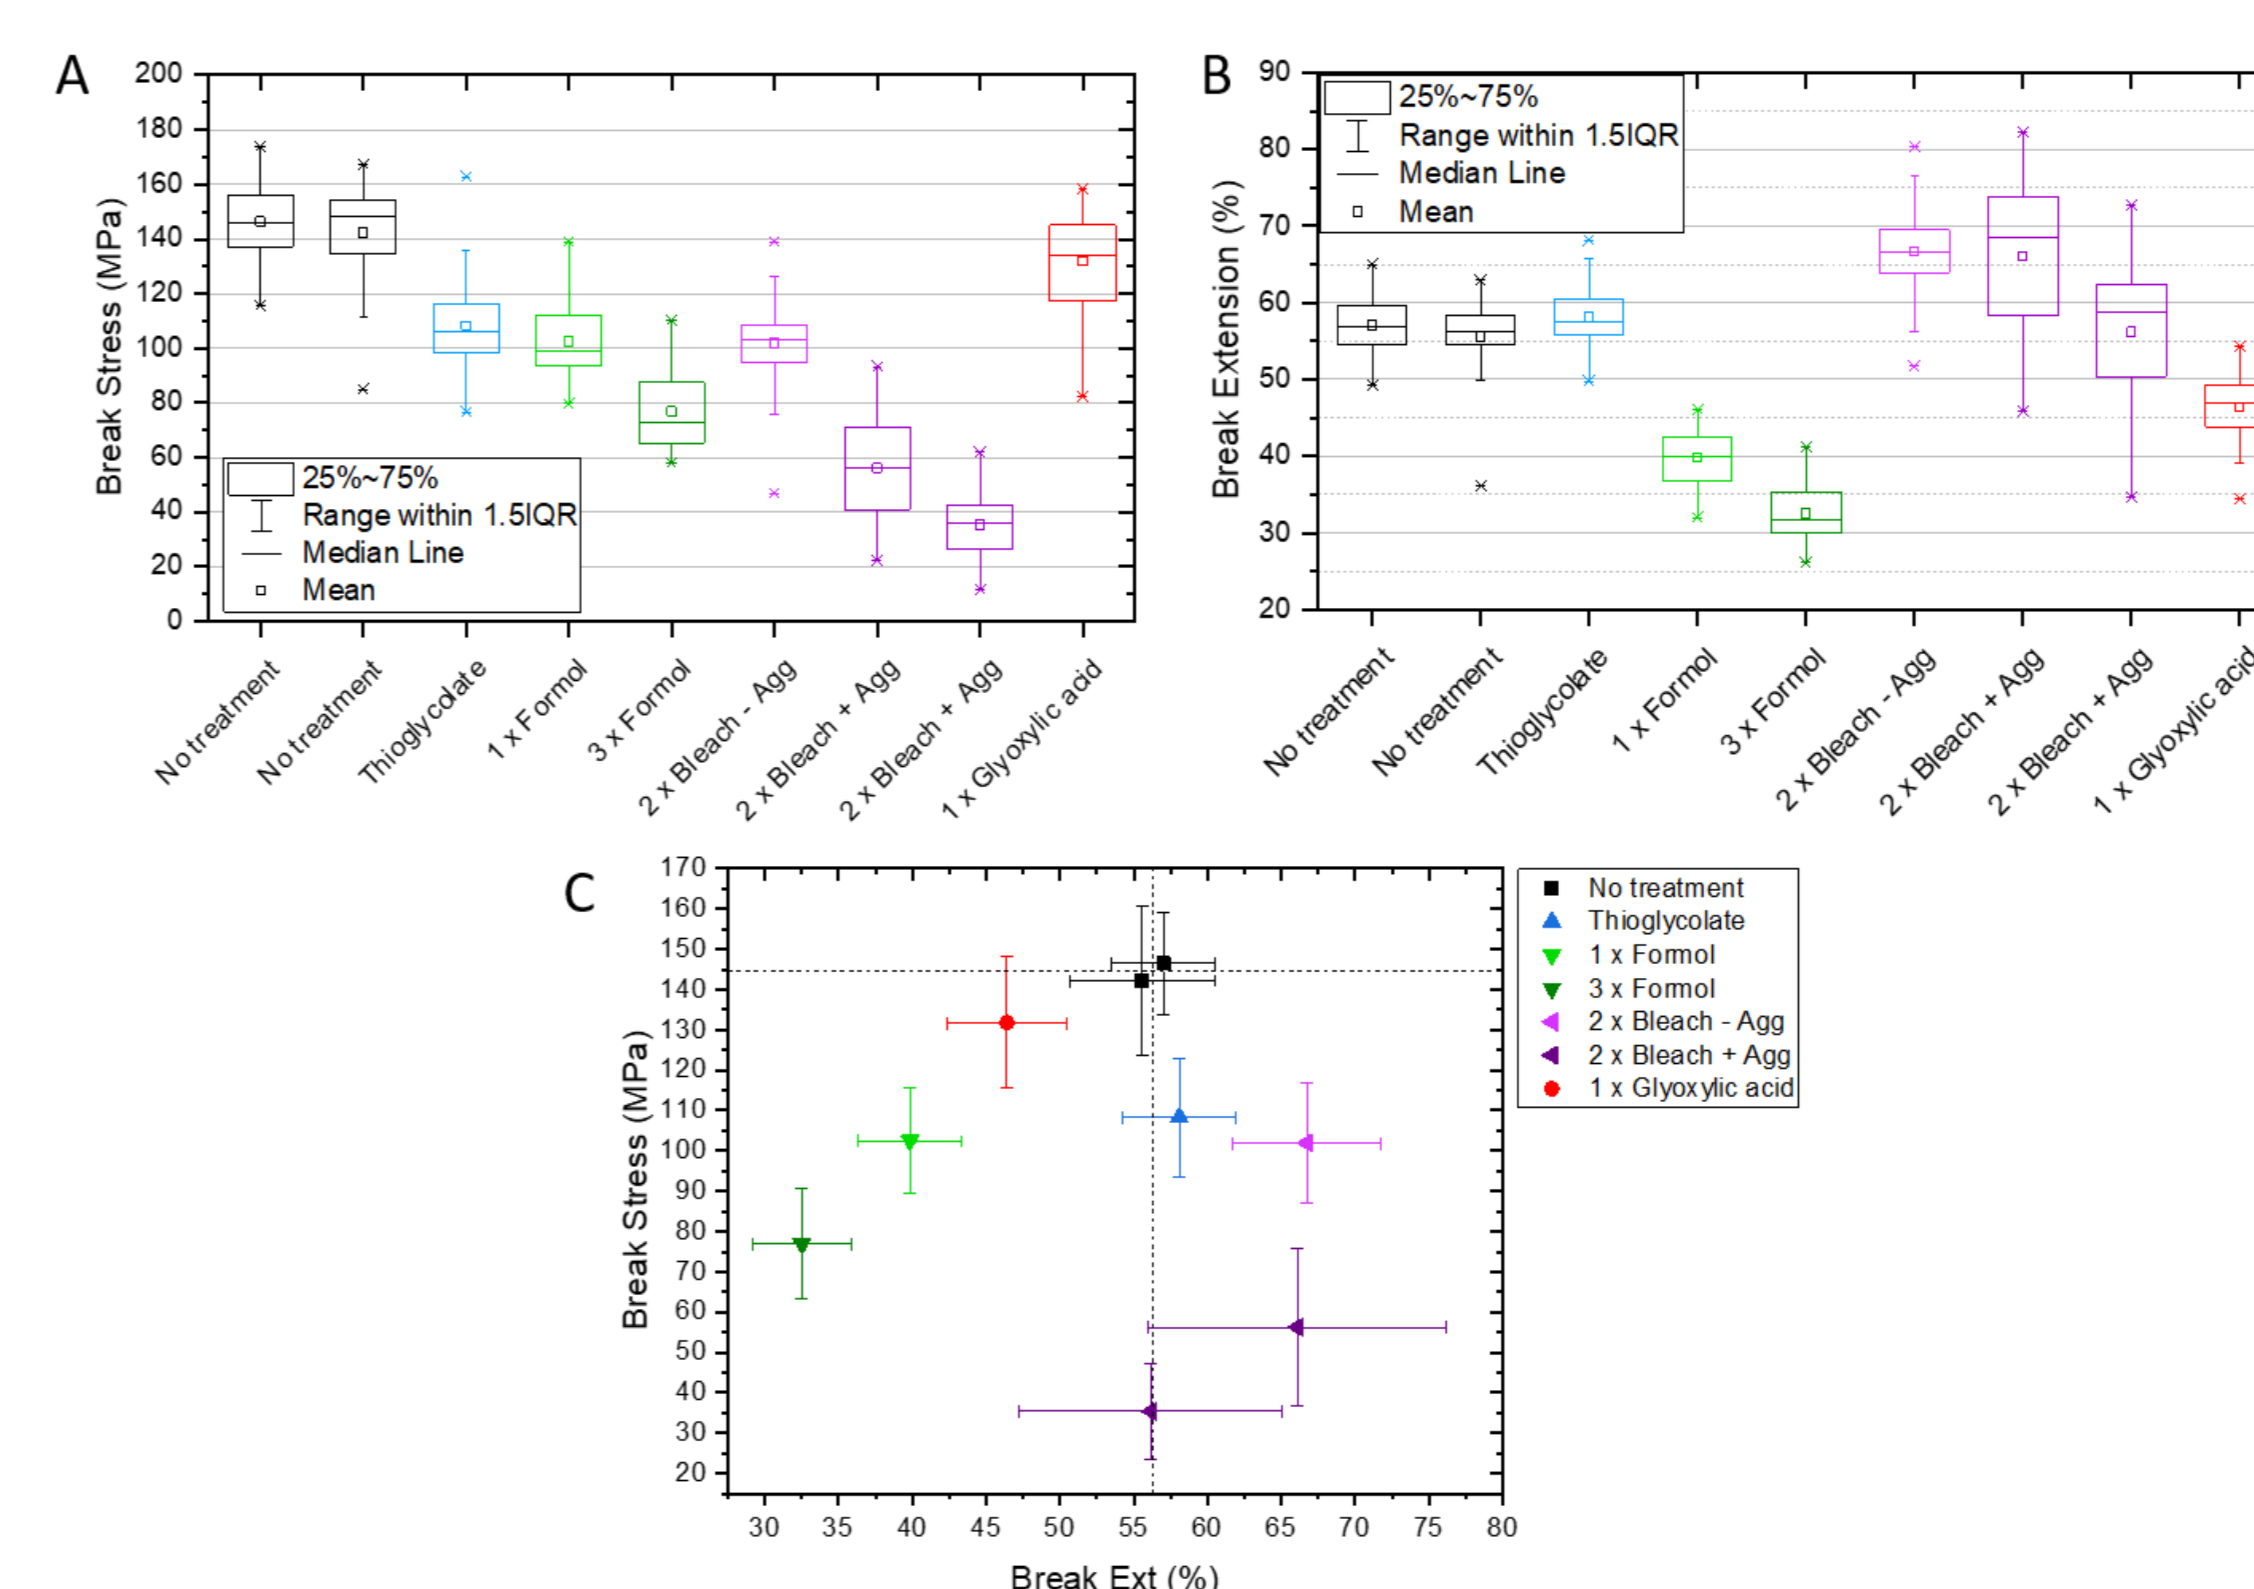 A
200
180
160
140
120
100
80
60
40
20
0
Break Stress (MPa)
25%~75%
Range within 1.5IQR
Median Line
Mean
No treatment
No treatment
Thioglycolate
1 x Formol
3 x Formol
2 x Bleach - Agg
2 x Bleach + Agg
2 x Bleach + Agg
1 x Glyoxylic acid
B
90
80
70
60
50
40
30
20
Break Extension (%)
25%~75%
Range within 1.5IQR
Median Line
Mean
No treatment
No treatment
Thioglycolate
1 x Formol
3 x Formol
2 x Bleach - Agg
2 x Bleach + Agg
2 x Bleach + Agg
1 x Glyoxylic acid
C
170
160
150
140
130
120
110
100
90
80
70
60
50
40
30
20
Break Stress (MPa)
30 35 40 45 50 55 60 65 70 75 80
Break Ext (%)
No treatment
Thioglycolate
1 x Formol
3 x Formol
2 x Bleach - Agg
2 x Bleach + Agg
1 x Glyoxylic acid